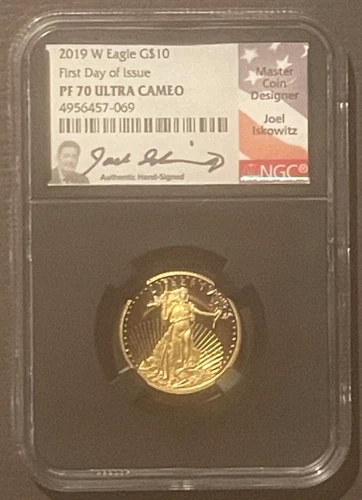 2019 W Eagle G$10
First Day of Issue
PF 70 ULTRA CAMEO
4956457-069
Authentic Hand-Signed
Master
Coin
Designer
Joel
Iskowitz
NGC®
LIBERTY